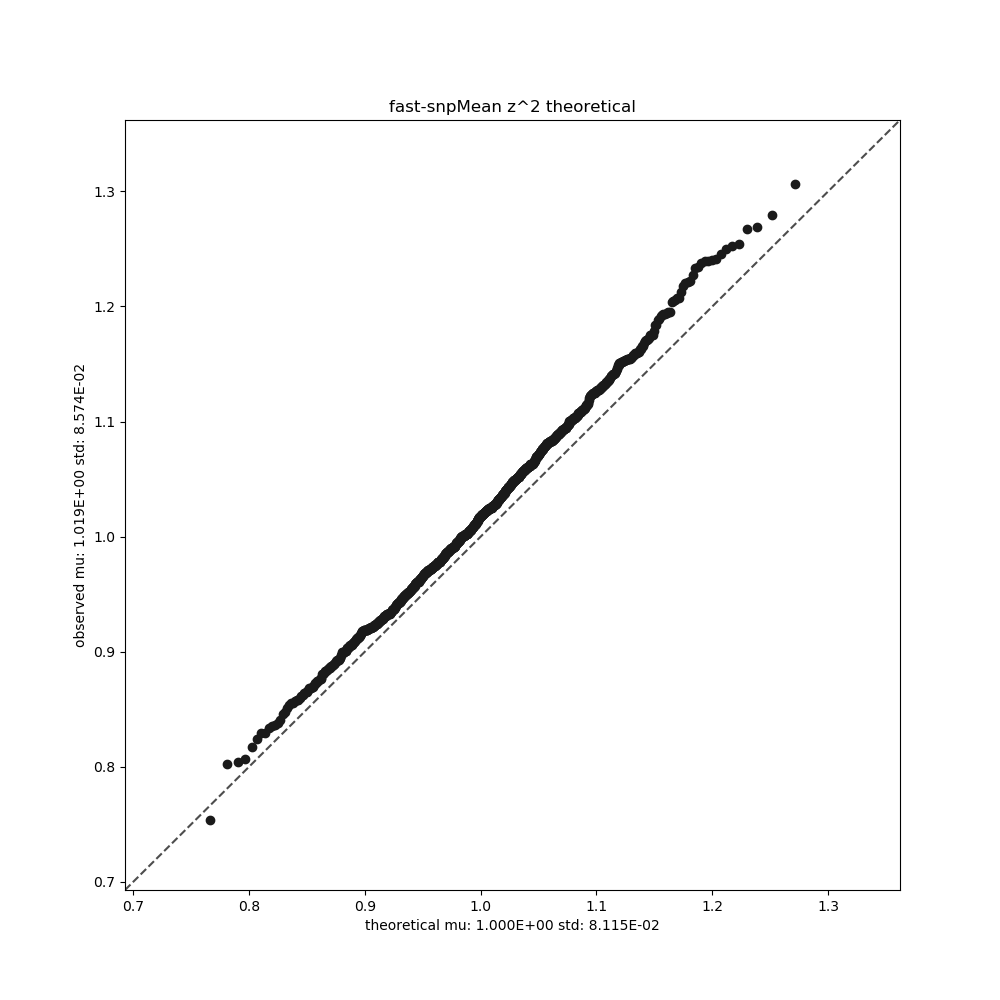 fast-snpMean z^2 theoretical
1.3
1.2
1.1
1.0
0.9
0.8
0.7
observed mu: 1.019E+00 std: 8.574E-02
0.7 0.8 0.9 1.0 1.1 1.2 1.3
theoretical mu: 1.000E+00 std: 8.115E-02